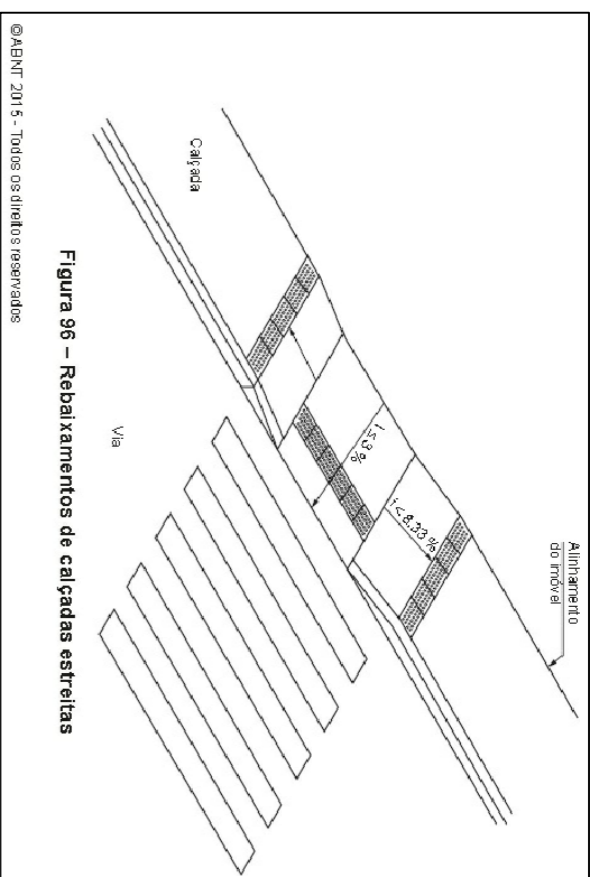 Alinhamento
do imóvel
Calçada
i≤3%
i<8,33%
Via
Figura 96 – Rebaixamentos de calçadas estreitas
©ABNT 2015 - Todos os direitos reservados